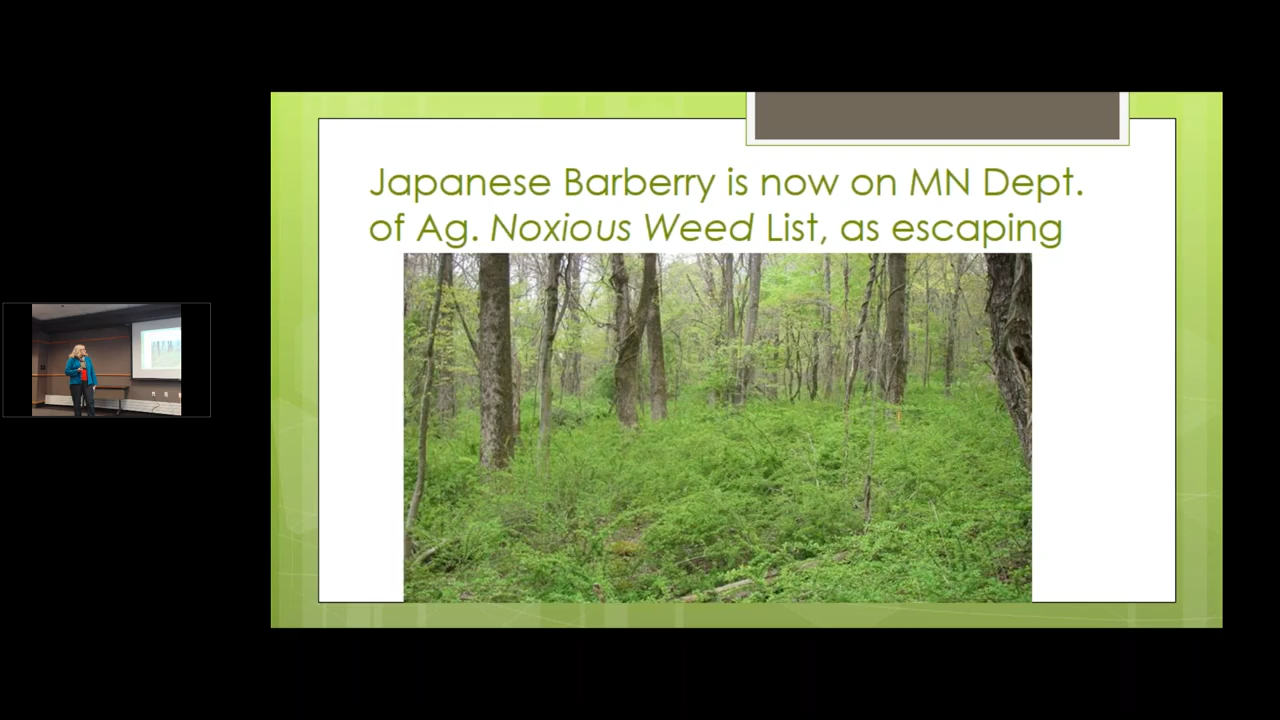 Japanese Barberry is now on MN Dept.
of Ag. Noxious Weed List, as escaping